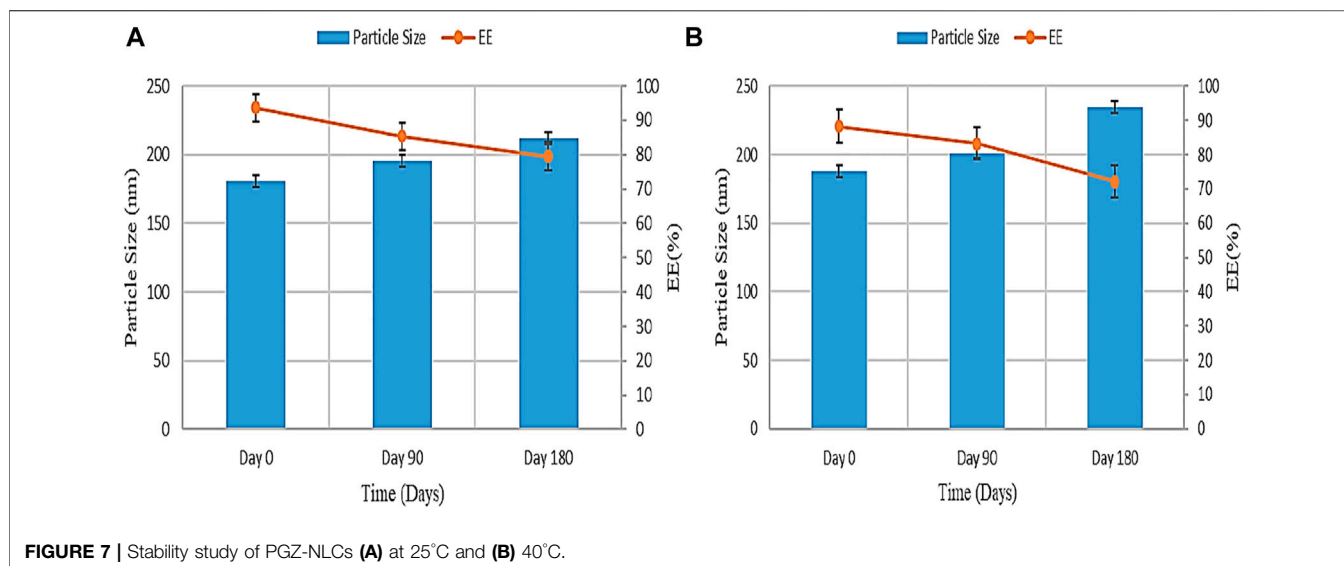 A
Particle Size
EE
250
200
150
100
50
0
Particle Size (nm)
100
90
80
70
60
50
40
30
20
10
0
EE(%)
Day 0
Day 90
Day 180
Time (Days)
B
Particle Size
EE
250
200
150
100
50
0
Particle Size (nm)
100
90
80
70
60
50
40
30
20
10
0
EE(%)
Day 0
Day 90
Day 180
Time (Days)
FIGURE 7 | Stability study of PGZ-NLCs (A) at 25°C and (B) 40°C.